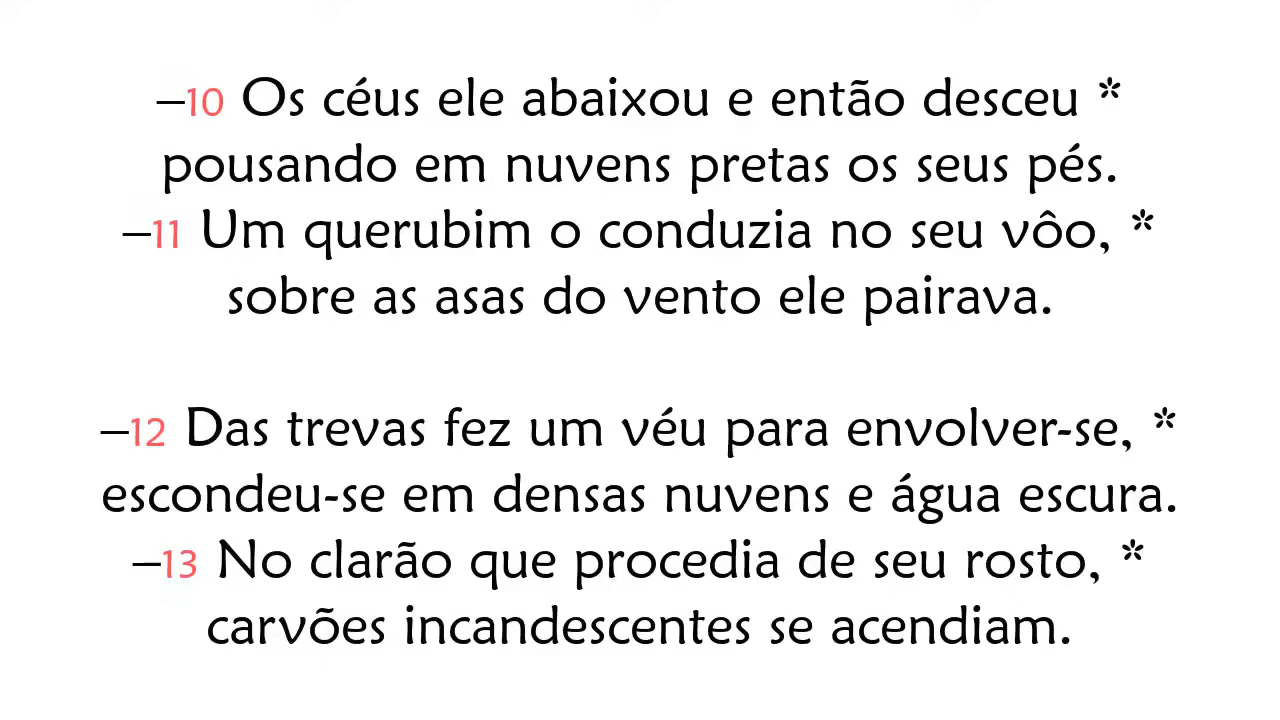 –10 Os céus ele abaixou e então desceu *
pousando em nuvens pretas os seus pés.
–11 Um querubim o conduzia no seu vôo, *
sobre as asas do vento ele pairava.
–12 Das trevas fez um véu para envolver-se, *
escondeu-se em densas nuvens e água escura.
–13 No clarão que procedia de seu rosto, *
carvões incandescentes se acendiam.